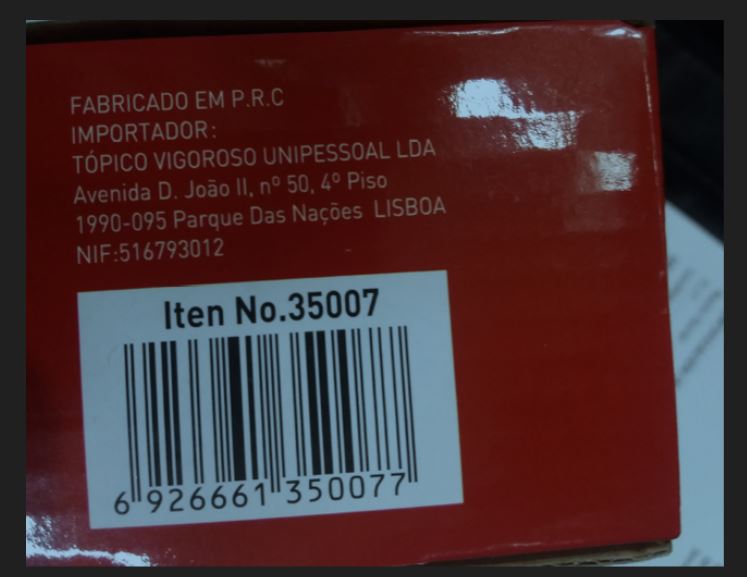 FABRICADO EM P.R.C
IMPORTADOR:
TÓPICO VIGOROSO UNIPESSOAL LDA
Avenida D. João II, nº 50, 4º Piso
1990-095 Parque Das Nações LISBOA
NIF:516793012
Iten No.35007
6 926661 350077